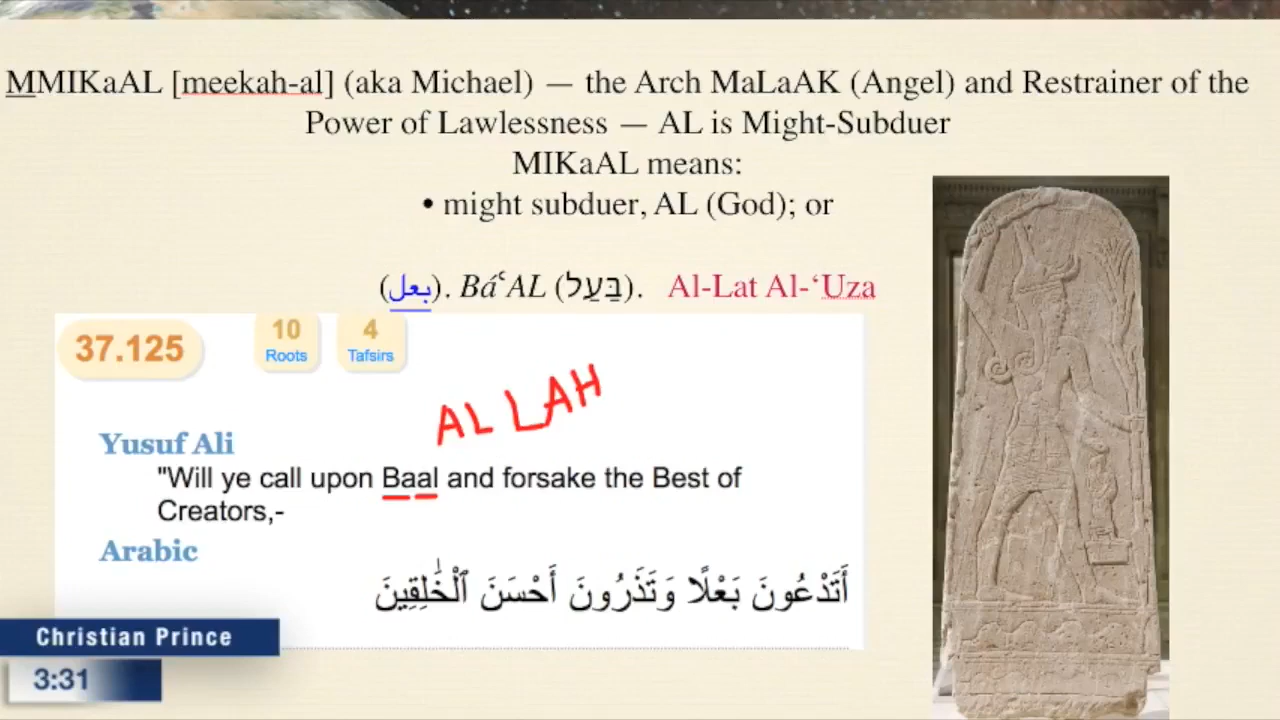 MMIKaAL [meekah-al] (aka Michael) — the Arch MaLaAK (Angel) and Restrainer of the
Power of Lawlessness — AL is Might-Subduer
MIKaAL means:
• might subduer, AL (God); or
(بعل). BáʿAL (בַּעַל). Al-Lat Al-‘Uza
37.125
10
Roots
4
Tafsirs
ALLAH
Yusuf Ali
"Will ye call upon Baal and forsake the Best of
Creators,-
Arabic
أَتَدْعُونَ بَعْلًا وَتَذَرُونَ أَحْسَنَ ٱلْخَٰلِقِينَ
Christian Prince
3:31